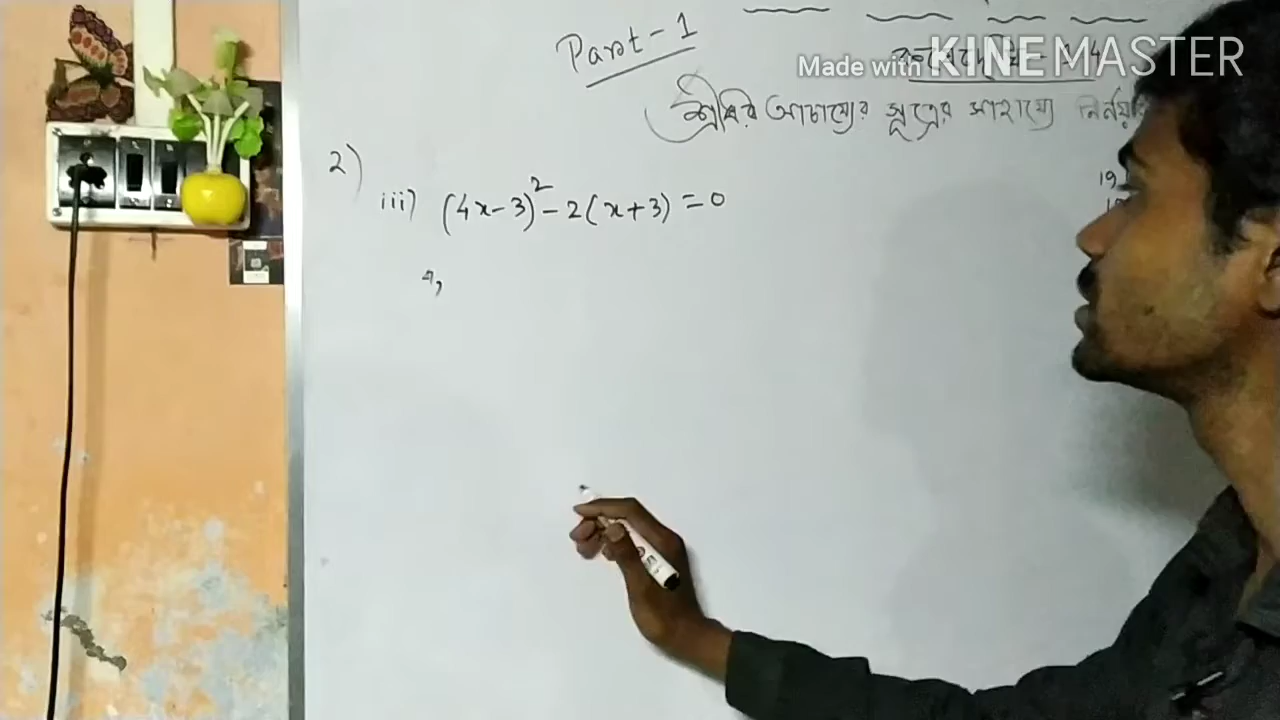 Part-1
Made with KINEMASTER
শ্রীধর আচার্যের সূত্রের সাহায্যে
2)
iii) (4x-3)² - 2(x+3) = 0
বা,